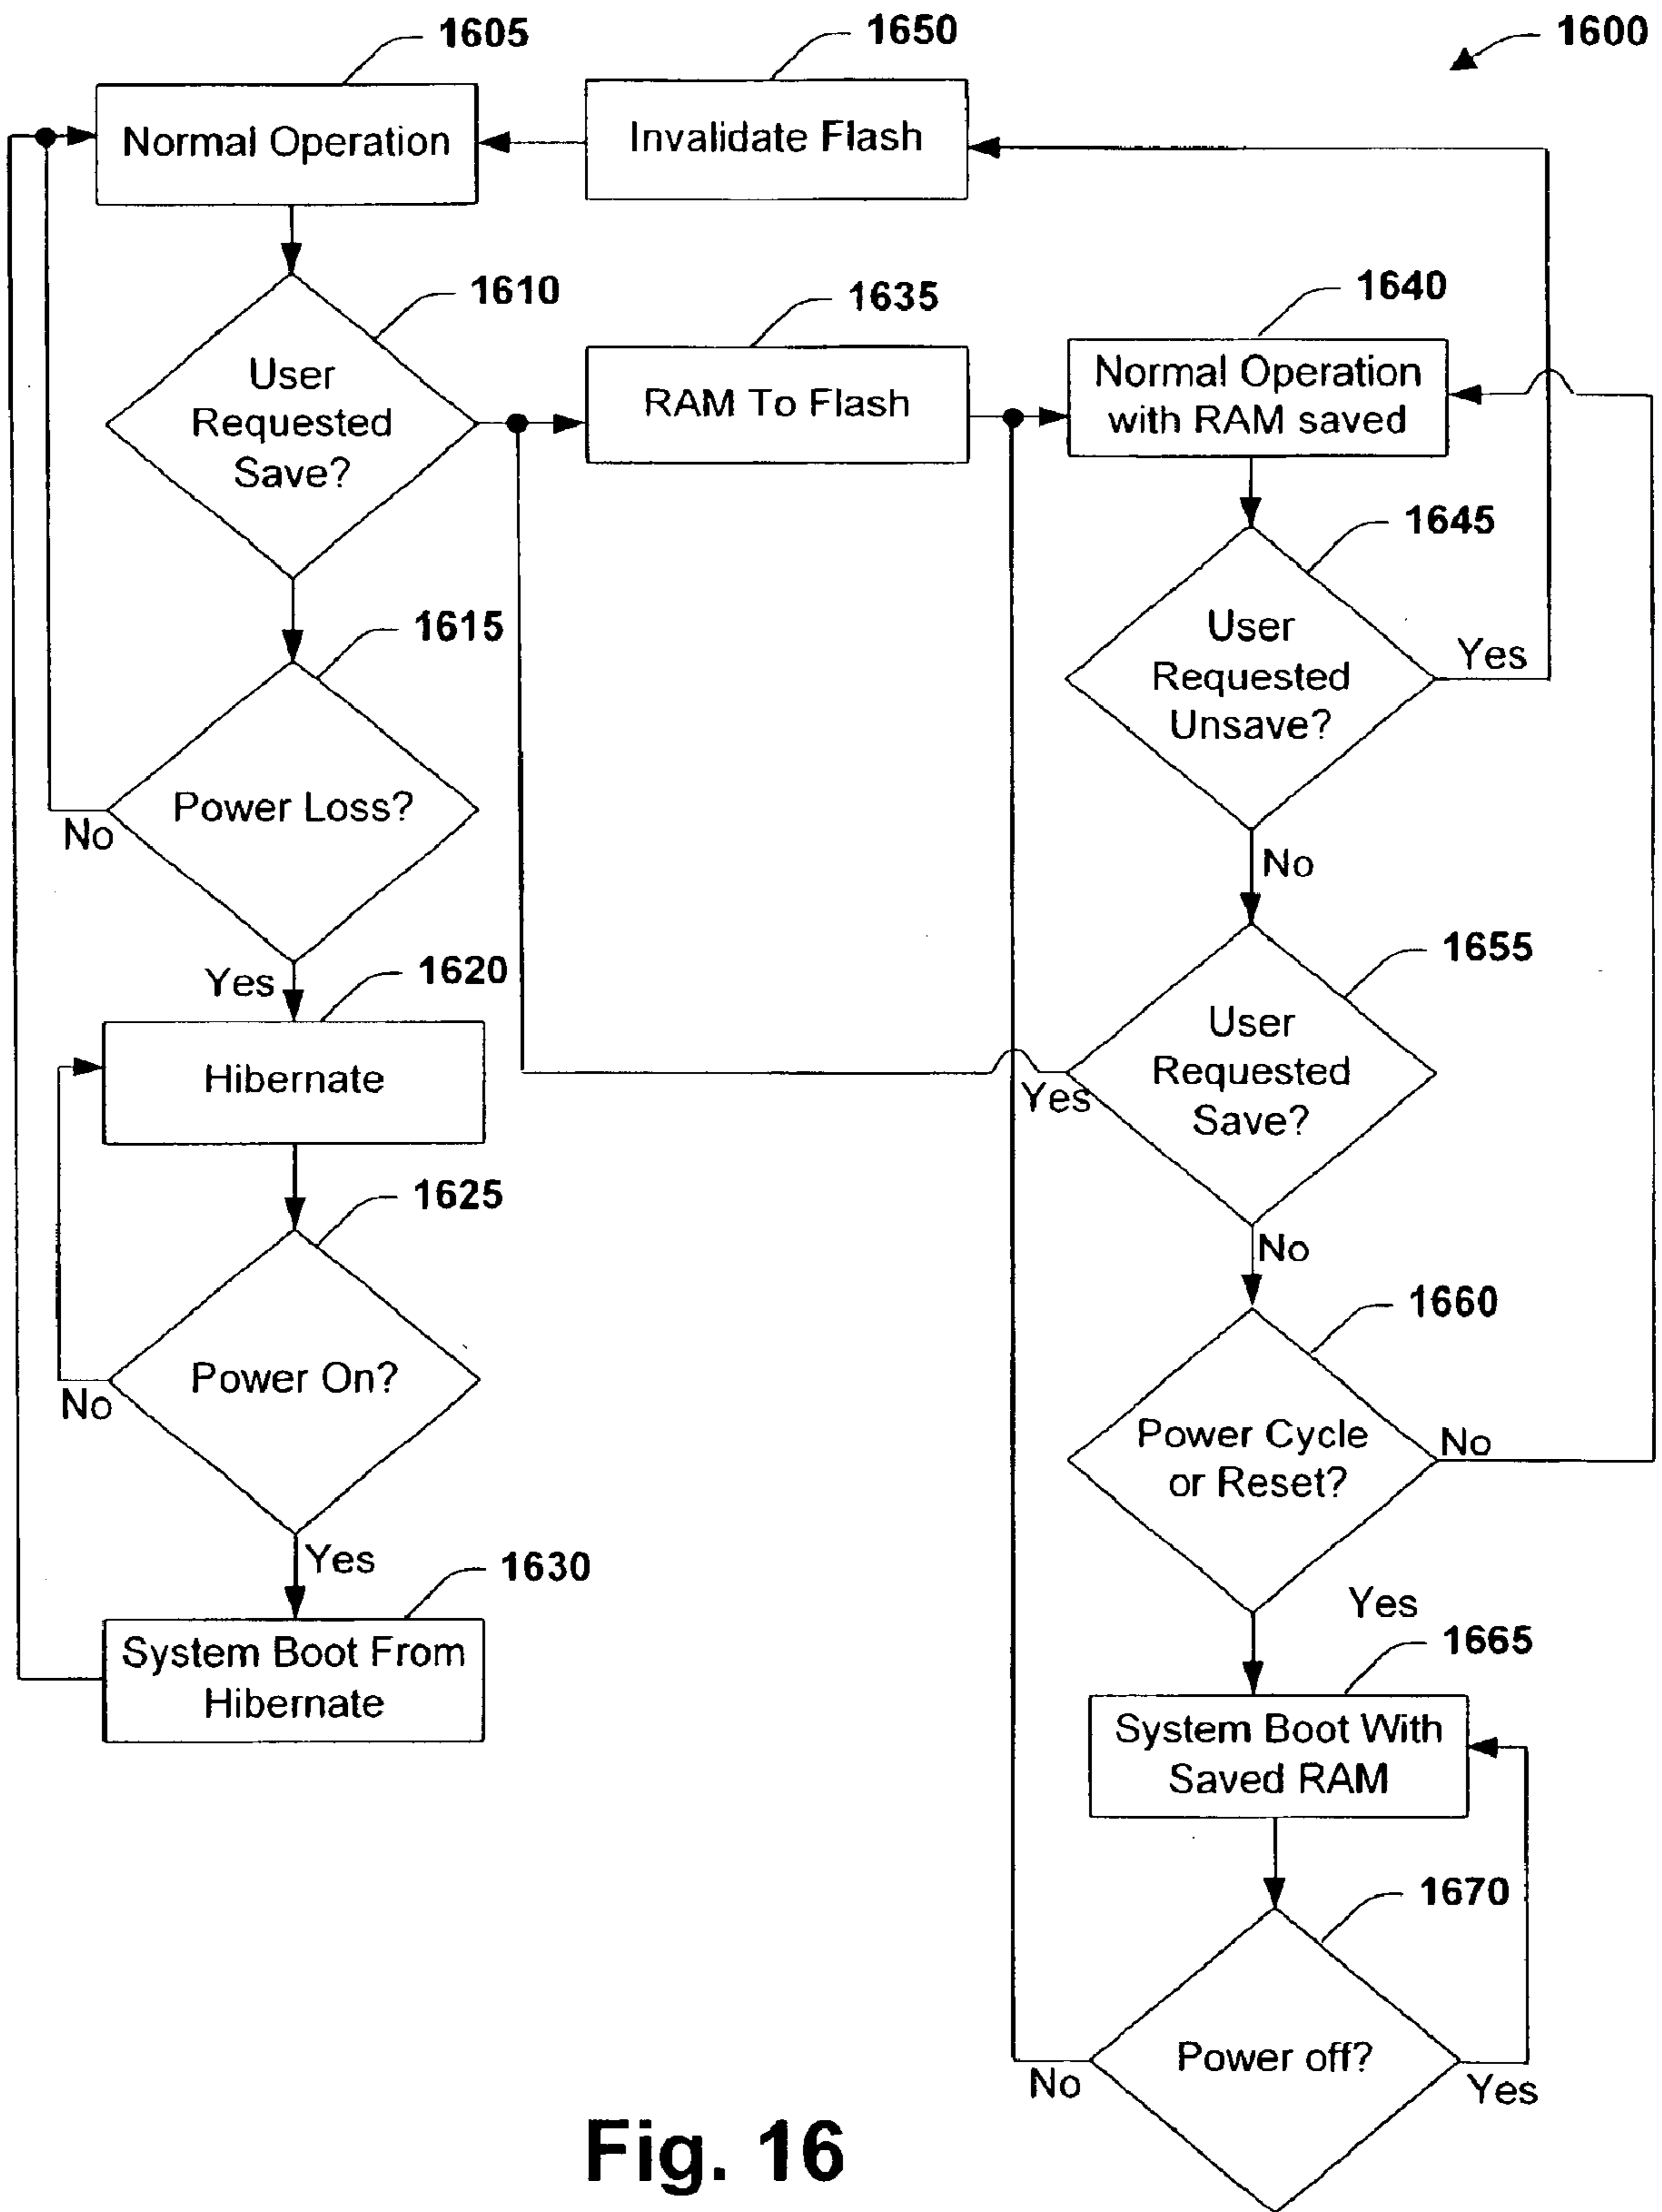 1605
1650
1600
Normal Operation
Invalidate Flash
1610
1635
1640
User
Requested
Save?
RAM To Flash
Normal Operation
with RAM saved
1645
1615
User
Requested
Unsave?
Yes
Power Loss?
No
No
1655
Yes
1620
User
Requested
Save?
Hibernate
Yes
1625
No
1660
Power On?
No
Power Cycle
or Reset?
No
Yes
1630
Yes
1665
System Boot From
Hibernate
System Boot With
Saved RAM
1670
Power off?
No
Yes
Fig. 16